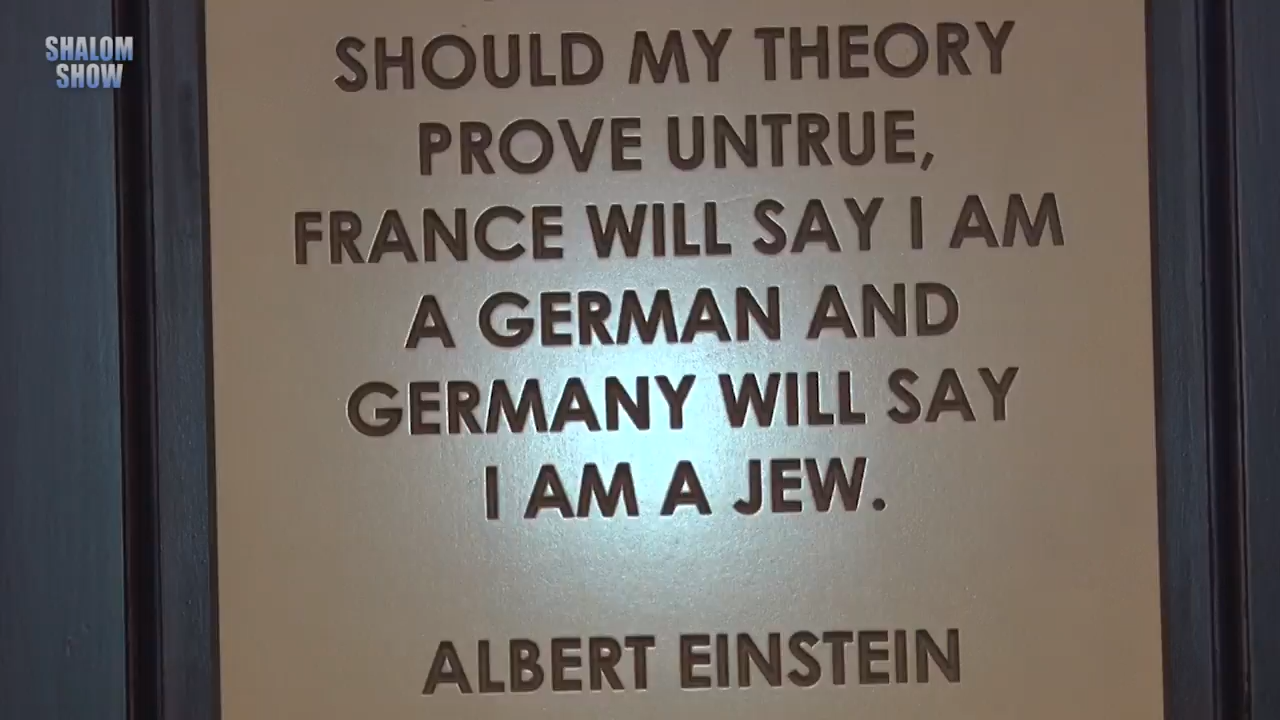 SHALOM
SHOW
SHOULD MY THEORY
PROVE UNTRUE,
FRANCE WILL SAY I AM
A GERMAN AND
GERMANY WILL SAY
I AM A JEW.
ALBERT EINSTEIN